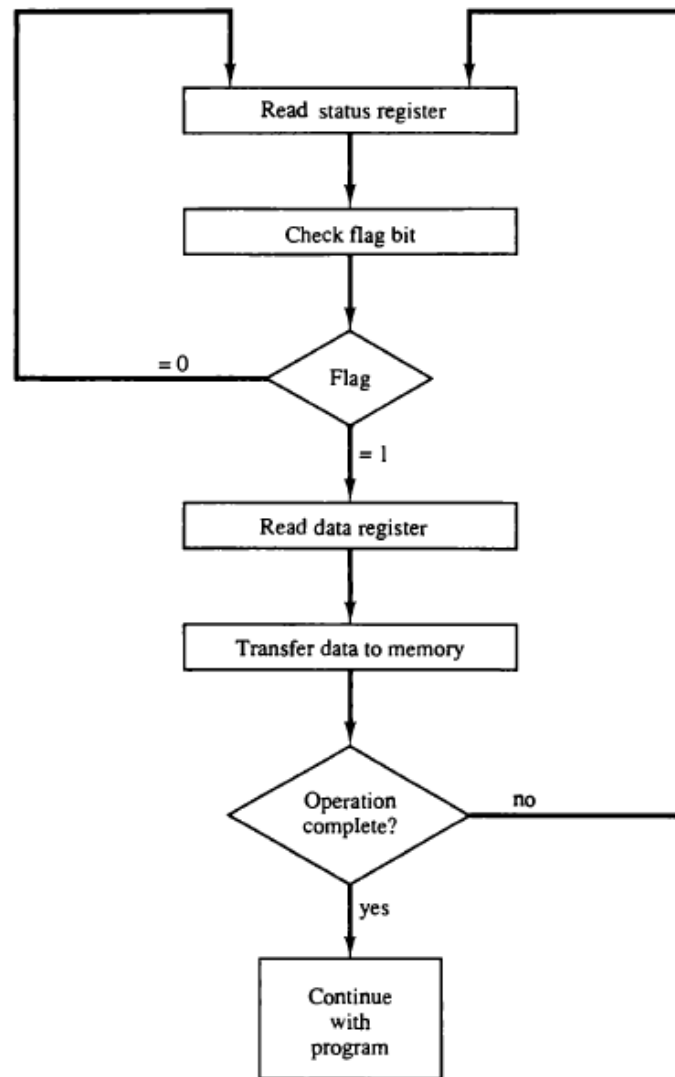 Read status register
Check flag bit
= 0
Flag
= 1
Read data register
Transfer data to memory
Operation
complete?
no
yes
Continue
with
program